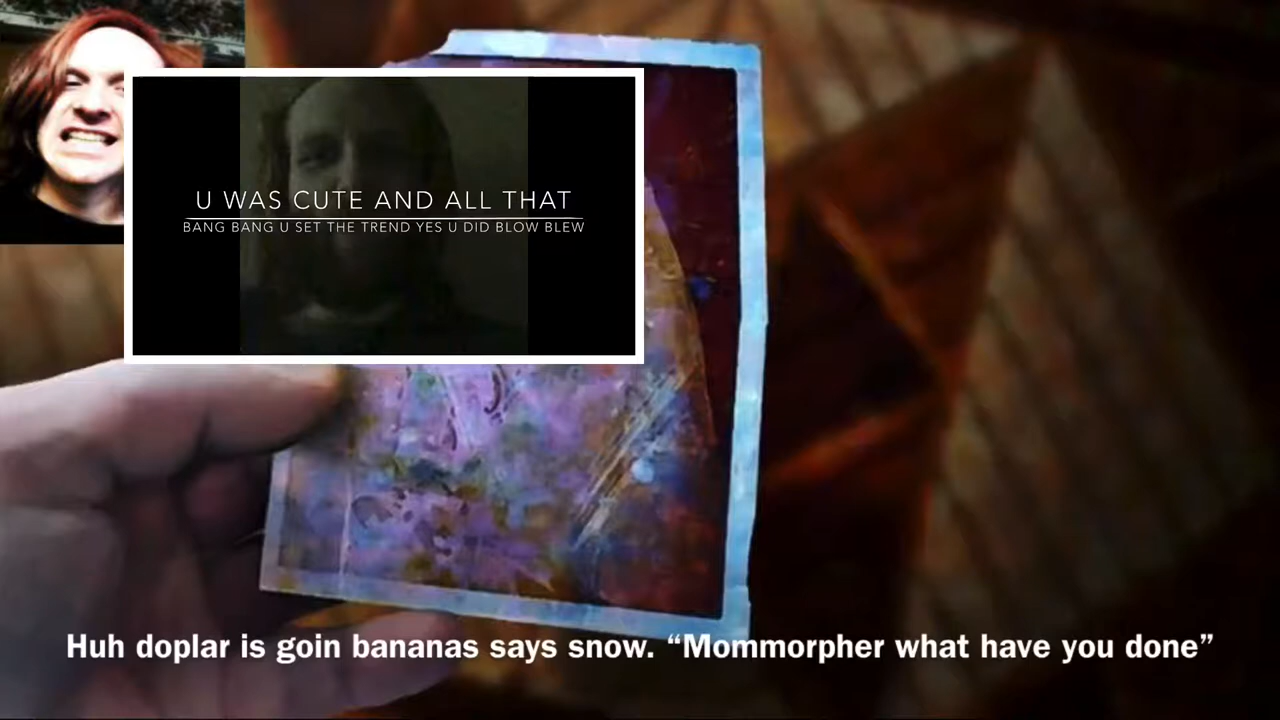 U WAS CUTE AND ALL THAT
BANG BANG U SET THE TREND YES U DID BLOW BLEW
Huh doplar is goin bananas says snow. “Mommorpher what have you done”